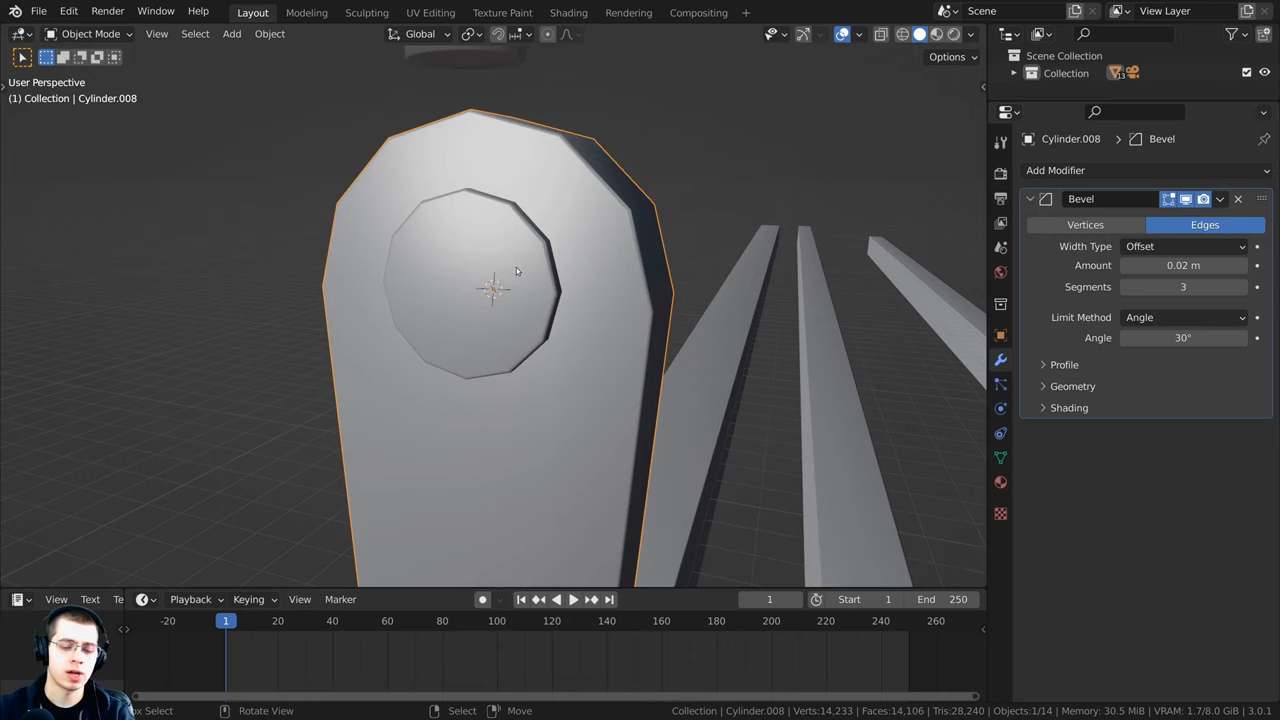 File Edit Render Window Help Layout Modeling Sculpting UV Editing Texture Paint Shading Animation Rendering Compositing + Scene View Layer
Object Mode View Select Add Object Global
Options
User Perspective
(1) Collection | Cylinder.008
Scene Collection
Collection 13
Cylinder.008 > Bevel
Add Modifier
Bevel
Vertices Edges
Width Type Offset
Amount 0.02 m
Segments 3
Limit Method Angle
Angle 30°
Profile
Geometry
Shading
View Text Te Playback Keying View Marker 1 Start 1 End 250
-20 1 20 40 60 80 100 120 140 160 180 200 220 240 260
ox Select Rotate View Select Move Collection | Cylinder.008 | Verts:14,233 | Faces:14,106 | Tris:28,240 | Objects:1/14 | Memory: 30.5 MiB | VRAM: 1.7/8.0 GiB | 3.0.1